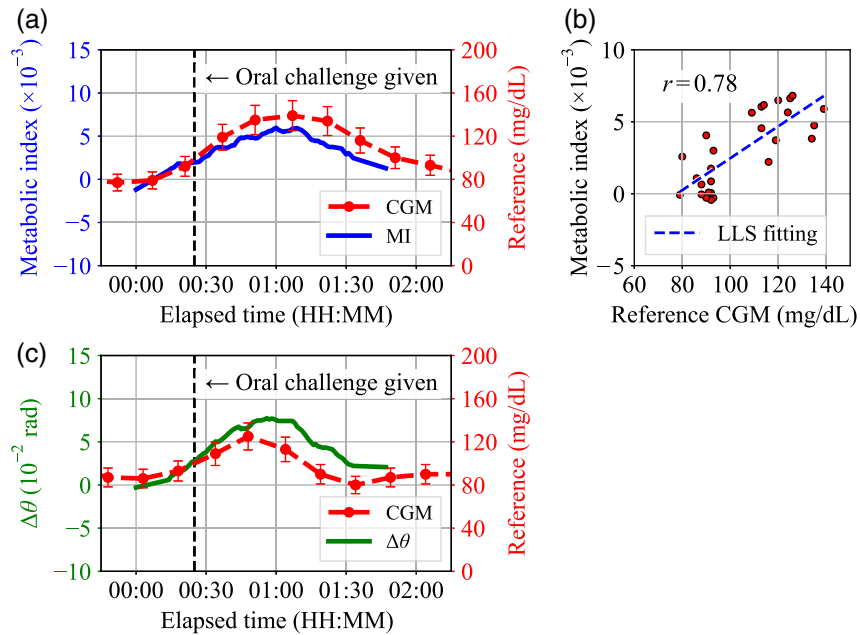 (a)
Metabolic index (×10⁻³)
15
10
5
0
−5
−10
← Oral challenge given
CGM
MI
200
160
120
80
40
0
Reference (mg/dL)
00:00 00:30 01:00 01:30 02:00
Elapsed time (HH:MM)
(b)
Metabolic index (×10⁻³)
10
5
0
−5
r=0.78
LLS fitting
60 80 100 120 140
Reference CGM (mg/dL)
(c)
Δθ (10⁻² rad)
15
10
5
0
−5
−10
← Oral challenge given
CGM
Δθ
200
160
120
80
40
0
Reference (mg/dL)
00:00 00:30 01:00 01:30 02:00
Elapsed time (HH:MM)